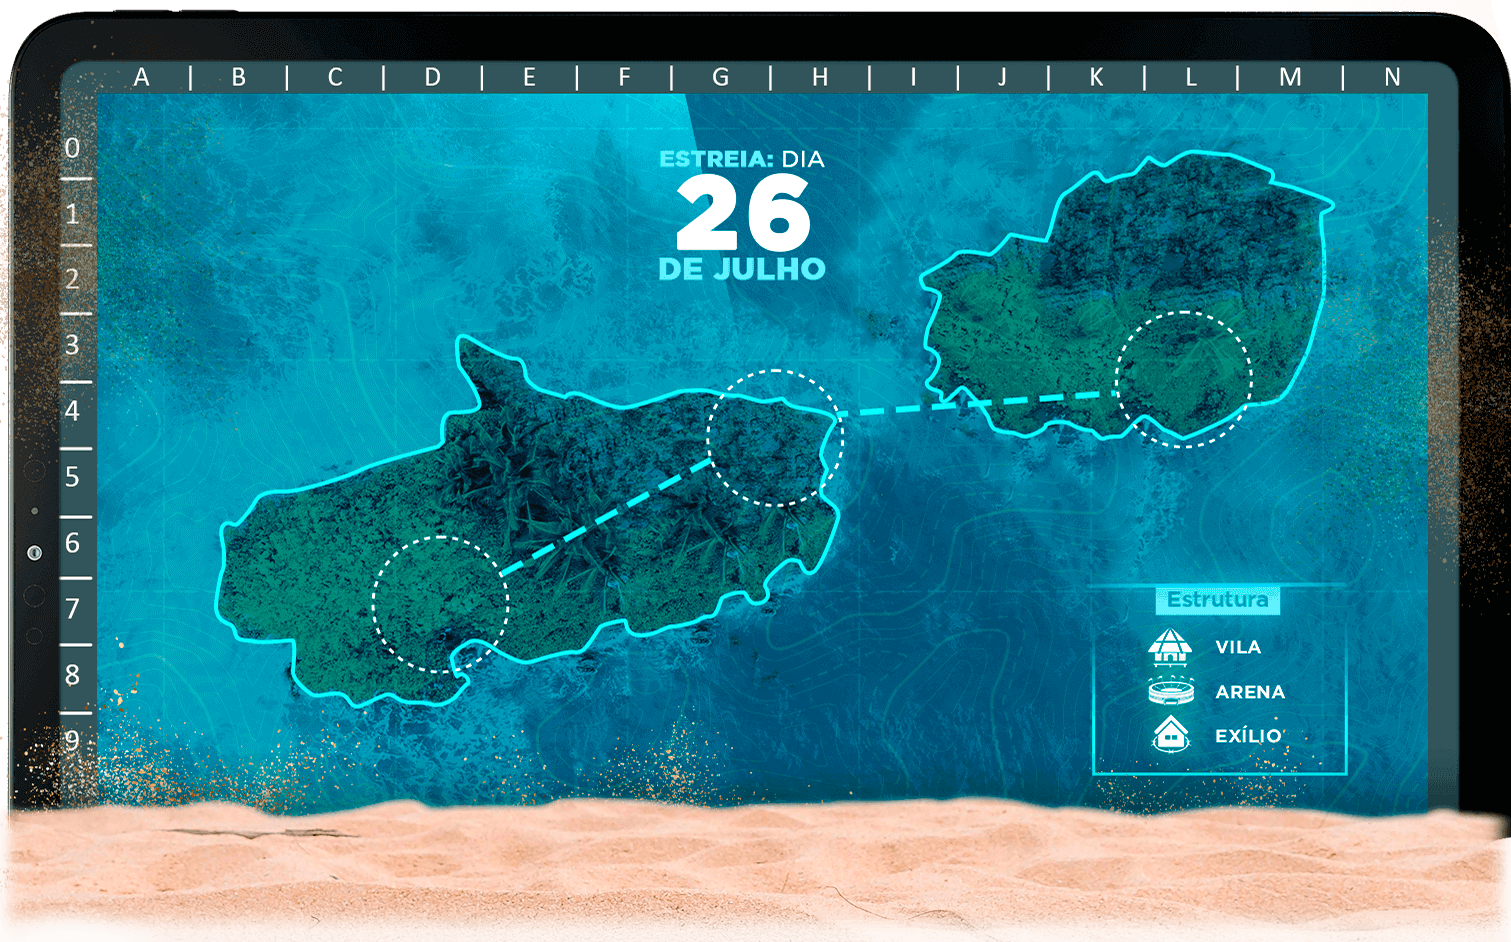 A | B | C | D | E | F | G | H | I | J | K | L | M | N
0
1
2
3
4
5
6
7
8
9
ESTREIA: DIA
26
DE JULHO
Estrutura
VILA
ARENA
EXÍLIO